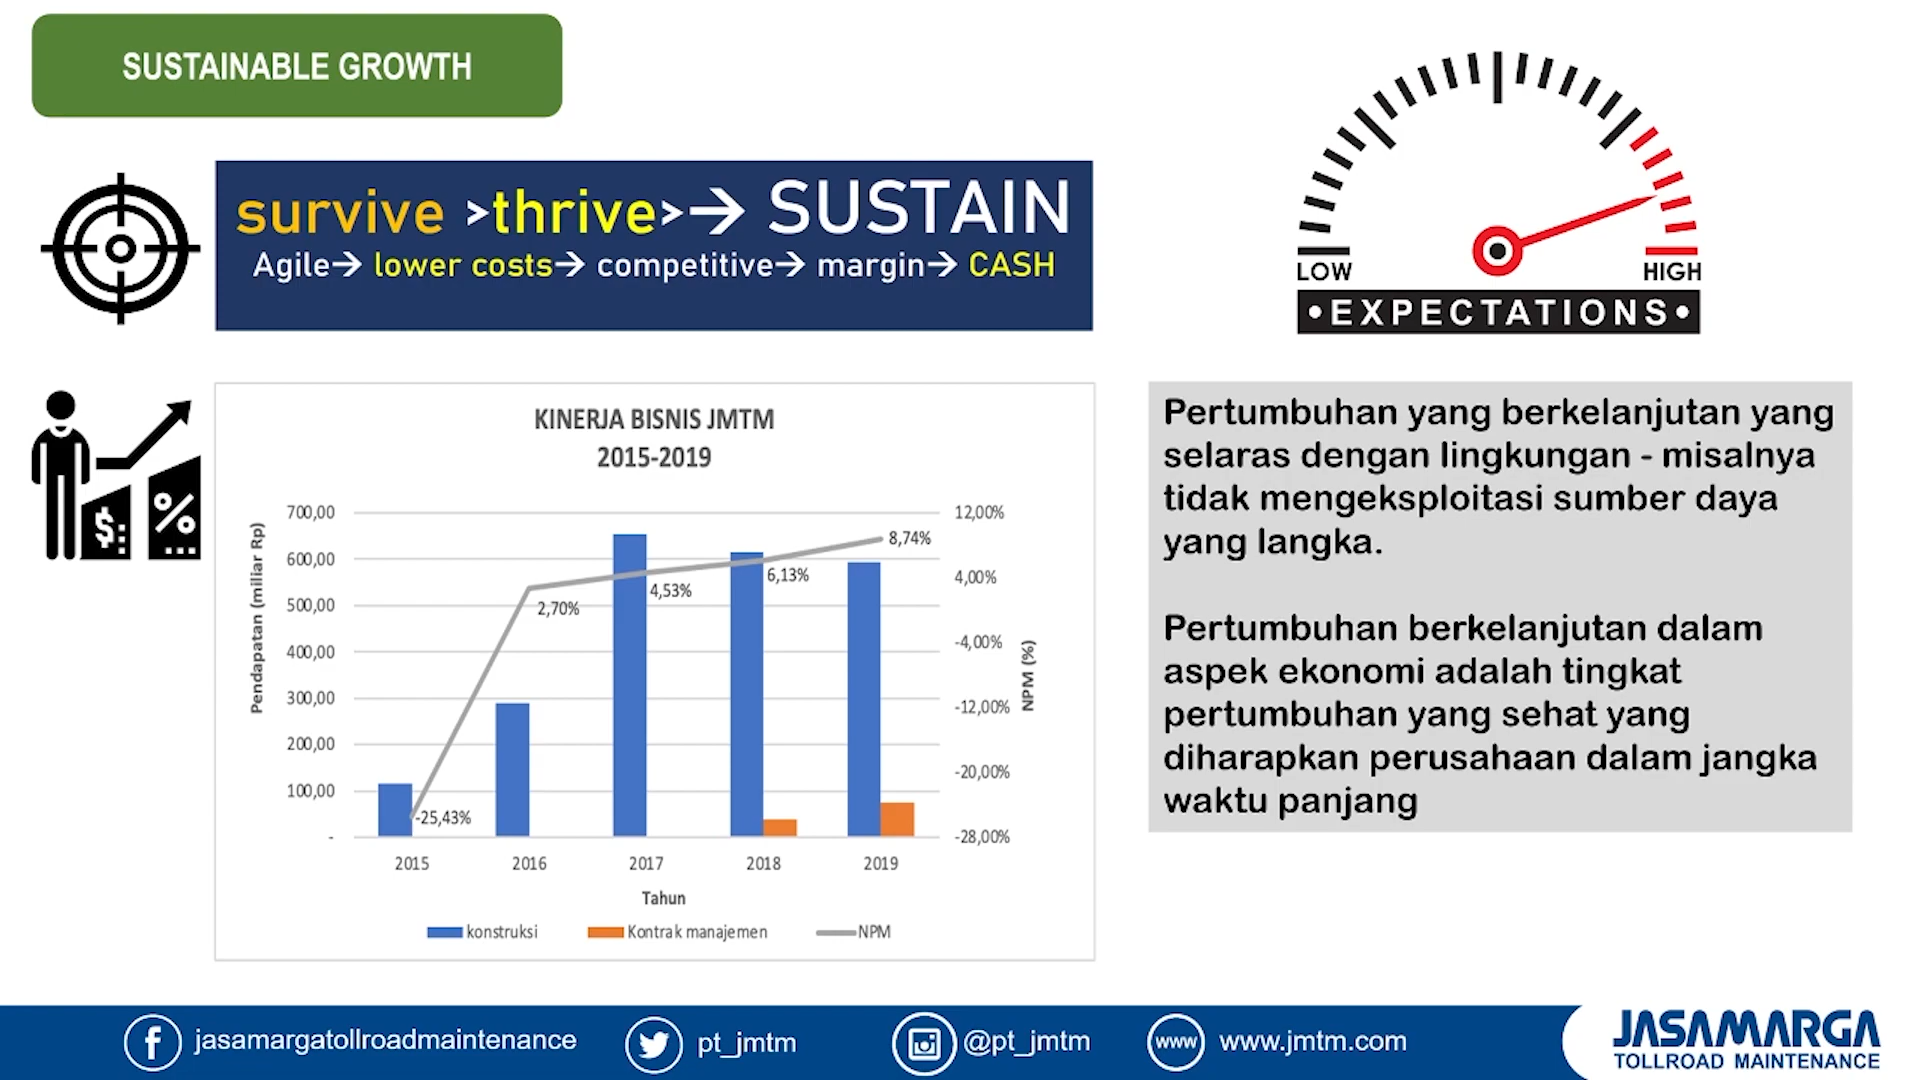 SUSTAINABLE GROWTH
survive >thrive>→ SUSTAIN
Agile→ lower costs→ competitive→ margin→ CASH
LOW
HIGH
•EXPECTATIONS•
$
%
KINERJA BISNIS JMTM
2015-2019
Pendapatan (miliar Rp)
700,00
600,00
500,00
400,00
300,00
200,00
100,00
-
12,00%
4,00%
-4,00%
-12,00%
-20,00%
-28,00%
NPM (%)
-25,43%
2,70%
4,53%
6,13%
8,74%
2015
2016
2017
2018
2019
Tahun
konstruksi
Kontrak manajemen
NPM
Pertumbuhan yang berkelanjutan yang
selaras dengan lingkungan - misalnya
tidak mengeksploitasi sumber daya
yang langka.
Pertumbuhan berkelanjutan dalam
aspek ekonomi adalah tingkat
pertumbuhan yang sehat yang
diharapkan perusahaan dalam jangka
waktu panjang
jasamargatollroadmaintenance
pt_jmtm
@pt_jmtm
www
www.jmtm.com
JASAMARGA
TOLLROAD MAINTENANCE